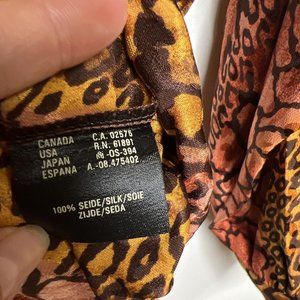 CANADA C.A. 02575
USA R.N. 61891
JAPAN -OS-394
ESPANA A.-08.475402
100% SEIDE/SILK/SOIE
ZIJDE/SEDA